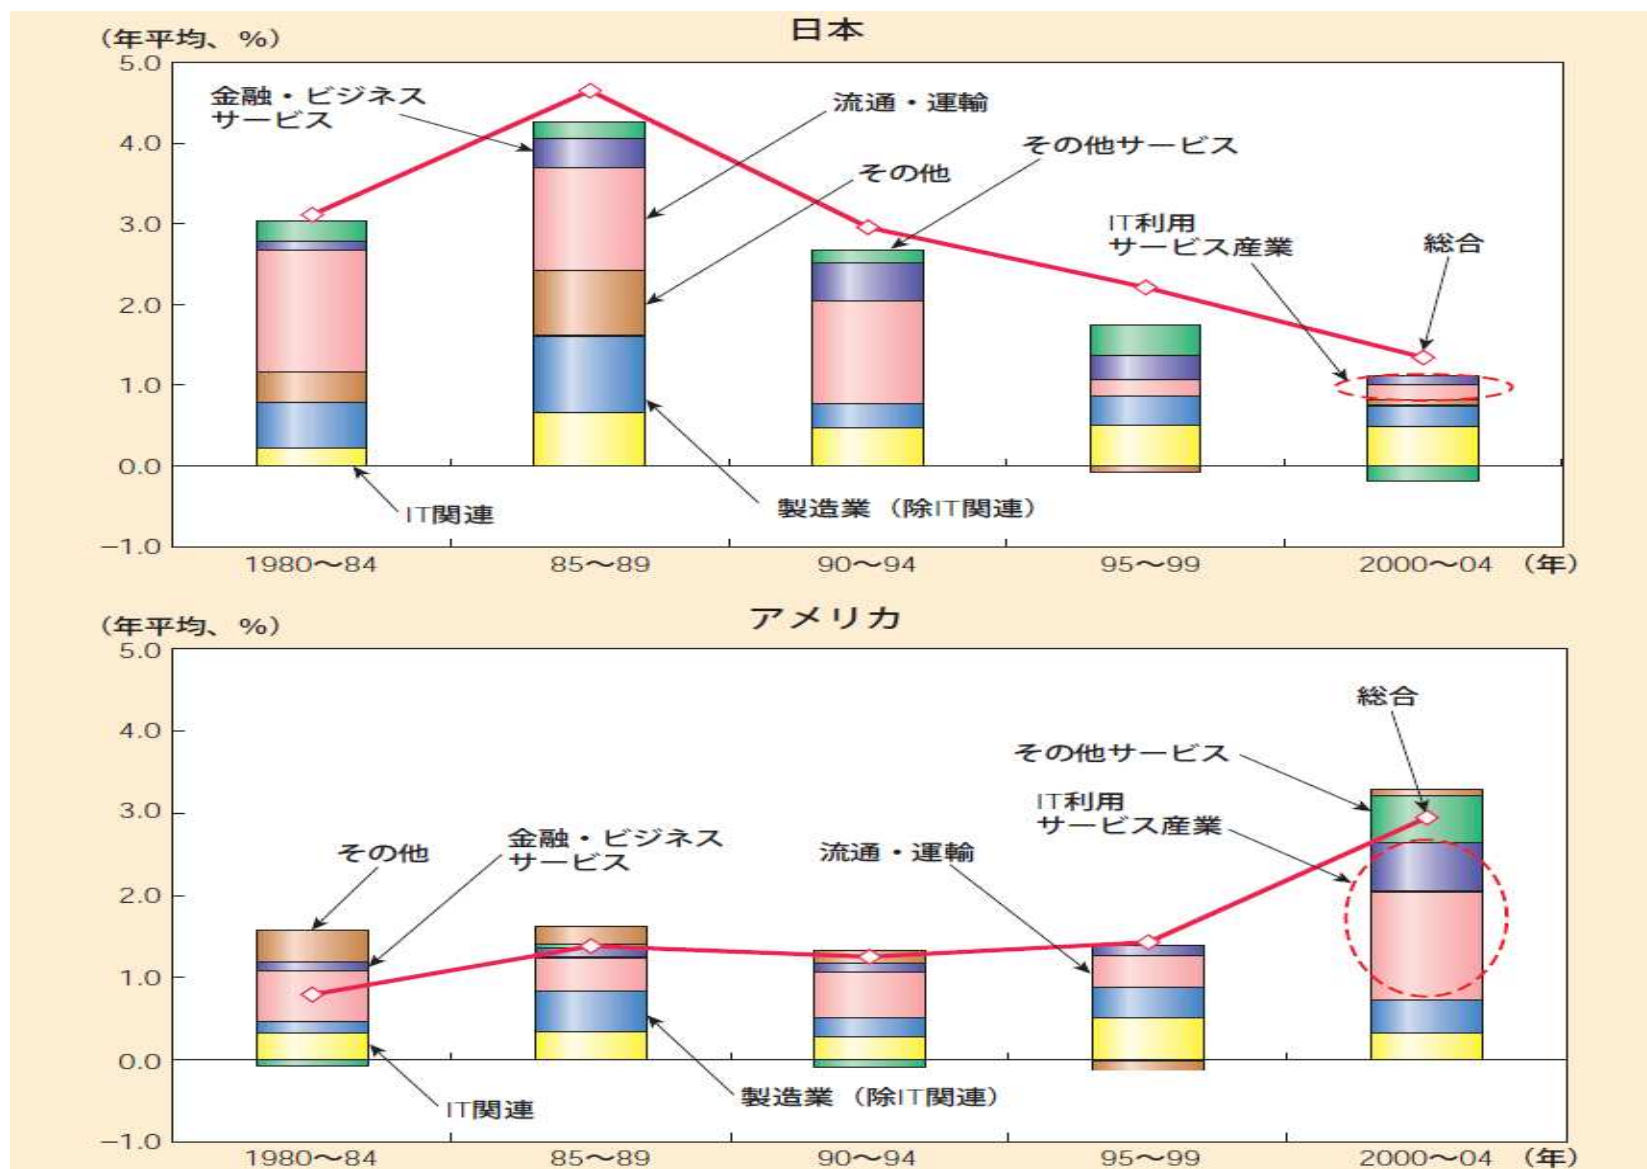 日本
(年平均、%)
5.0
金融・ビジネス
サービス
流通・運輸
4.0
その他サービス
その他
3.0
IT利用
サービス産業
総合
2.0
1.0
0.0
IT関連
製造業(除IT関連)
−1.0
1980〜84 85〜89 90〜94 95〜99 2000〜04 (年)
アメリカ
(年平均、%)
5.0
総合
4.0
その他サービス
IT利用
サービス産業
3.0
金融・ビジネス
サービス
その他
流通・運輸
2.0
1.0
0.0
製造業(除IT関連)
IT関連
−1.0
1980〜84 85〜89 90〜94 95〜99 2000〜04 (年)